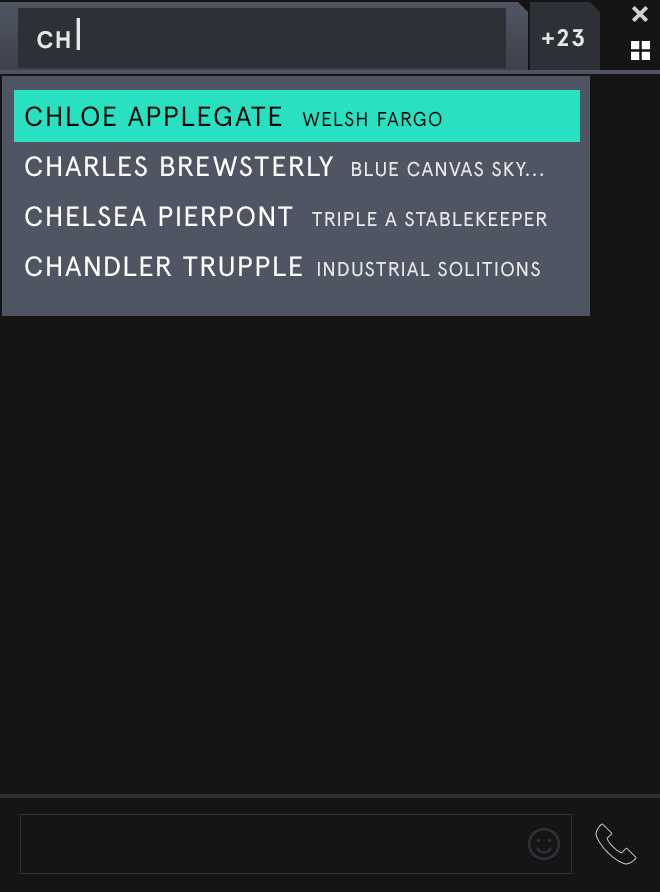 CH
+23
CHLOE APPLEGATE WELSH FARGO
CHARLES BREWSTERLY BLUE CANVAS SKY...
CHELSEA PIERPONT TRIPLE A STABLEKEEPER
CHANDLER TRUPPLE INDUSTRIAL SOLITIONS